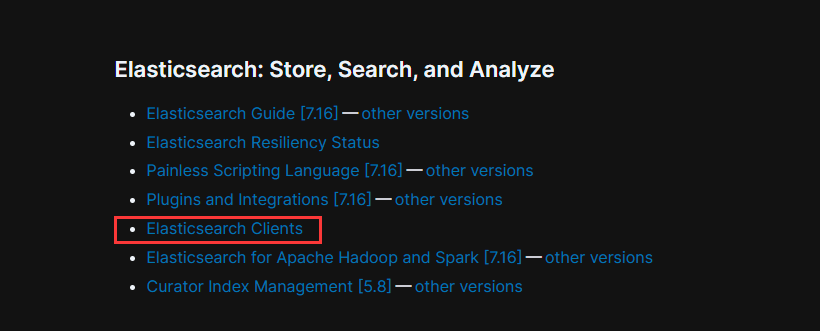 Elasticsearch: Store, Search, and Analyze
Elasticsearch Guide [7.16] — other versions
Elasticsearch Resiliency Status
Painless Scripting Language [7.16] — other versions
Plugins and Integrations [7.16] — other versions
Elasticsearch Clients
Elasticsearch for Apache Hadoop and Spark [7.16] — other versions
Curator Index Management [5.8] — other versions